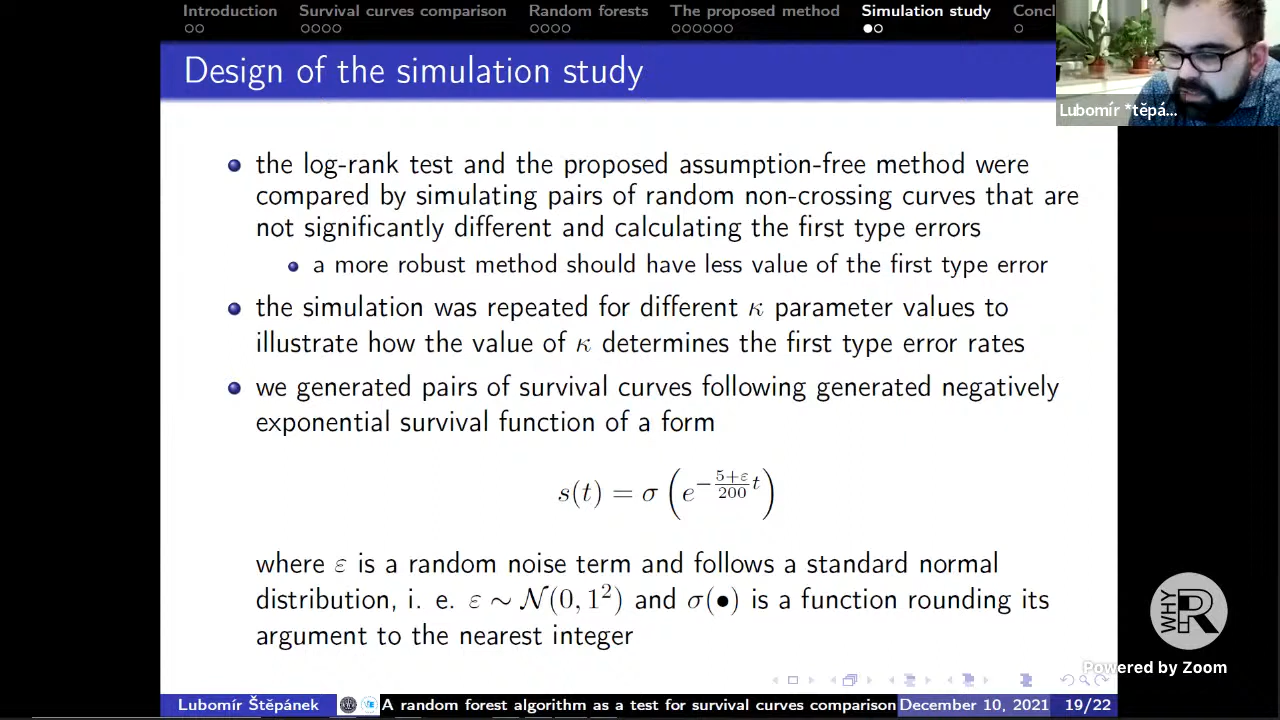 Introduction Survival curves comparison Random forests The proposed method Simulation study Concl
Design of the simulation study
Lubomír *těpá...
the log-rank test and the proposed assumption-free method were
compared by simulating pairs of random non-crossing curves that are
not significantly different and calculating the first type errors
a more robust method should have less value of the first type error
the simulation was repeated for different κ parameter values to
illustrate how the value of κ determines the first type error rates
we generated pairs of survival curves following generated negatively
exponential survival function of a form
s(t) = σ (e^{-\frac{5+ε}{200}t})
where ε is a random noise term and follows a standard normal
distribution, i. e. ε ∼ 𝒩(0, 1²) and σ(•) is a function rounding its
argument to the nearest integer
WHY R
Powered by Zoom
Lubomír Štěpánek A random forest algorithm as a test for survival curves comparison December 10, 2021 19/22